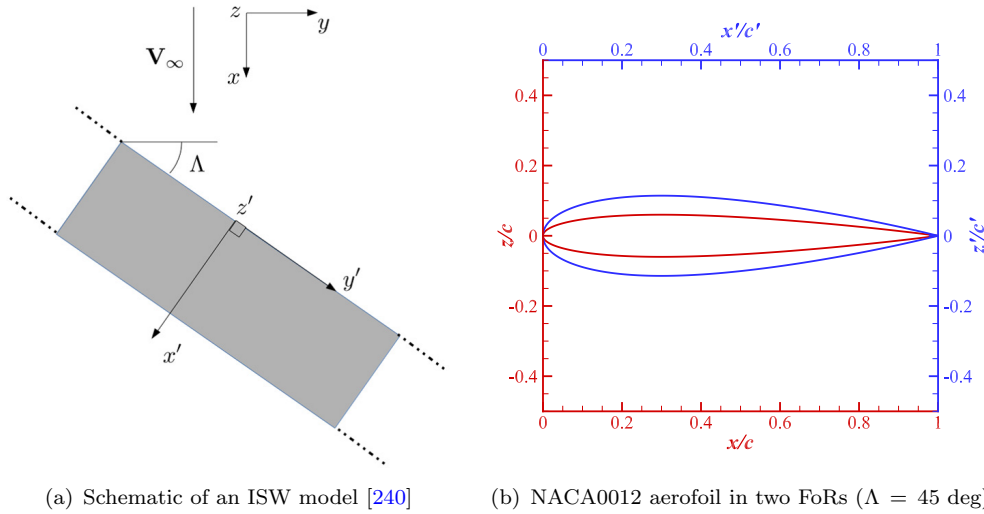 z
y
x
V∞
Λ
z′
y′
x′
(a) Schematic of an ISW model [240]
x'/c'
0 0.2 0.4 0.6 0.8 1
0.4 0.4
0.2 0.2
z/c 0 0 z'/c'
-0.2 -0.2
-0.4 -0.4
0 0.2 0.4 0.6 0.8 1
x/c
(b) NACA0012 aerofoil in two FoRs (Λ = 45 deg)